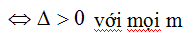 ⇔ Δ > 0 với mọi m